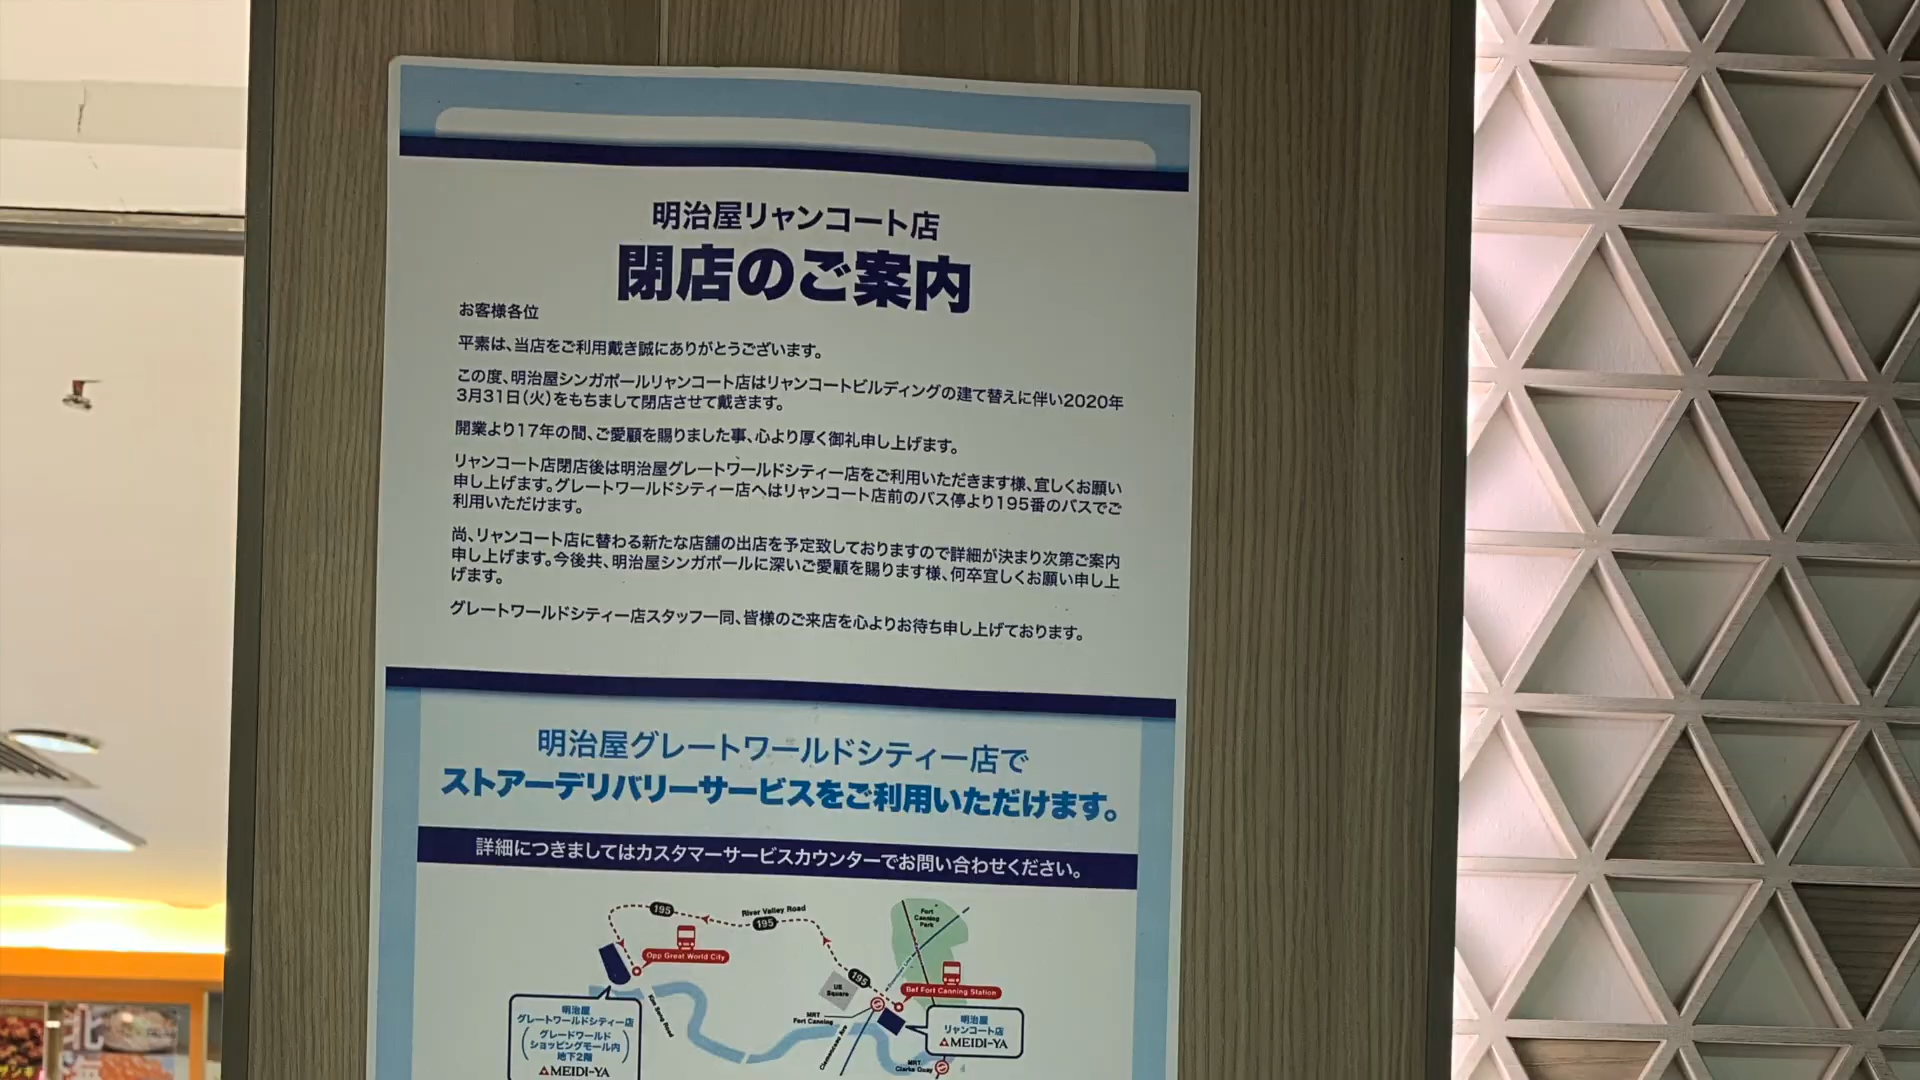 明治屋リャンコート店
閉店のご案内
お客様各位
平素は、当店をご利用戴き誠にありがとうございます。
この度、明治屋シンガポールリャンコート店はリャンコートビルディングの建て替えに伴い2020年
3月31日(火)をもちまして閉店させて戴きます。
開業より17年の間、ご愛顧を賜りました事、心より厚く御礼申し上げます。
リャンコート店閉店後は明治屋グレートワールドシティー店をご利用いただきます様、宜しくお願い
申し上げます。グレートワールドシティー店へはリャンコート店前のバス停より195番のバスでご
利用いただけます。
尚、リャンコート店に替わる新たな店舗の出店を予定致しておりますので詳細が決まり次第ご案内
申し上げます。今後共、明治屋シンガポールに深いご愛顧を賜ります様、何卒宜しくお願い申し上
げます。
グレートワールドシティー店スタッフ一同、皆様のご来店を心よりお待ち申し上げております。
明治屋グレートワールドシティー店で
ストアーデリバリーサービスをご利用いただけます。
詳細につきましてはカスタマーサービスカウンターでお問い合わせください。
195
River Valley Road
195
Fort
Canning
Park
Opp Great World City
195
UE
Square
Bef Fort Canning Station
Kim Seng Road
MRT
Fort Canning
明治屋
グレートワールドシティー店
(グレードワールド
ショッピングモール内
地下2階)
MEIDI-YA
明治屋
リャンコート店
MEIDI-YA
MRT
Clarke Quay
北